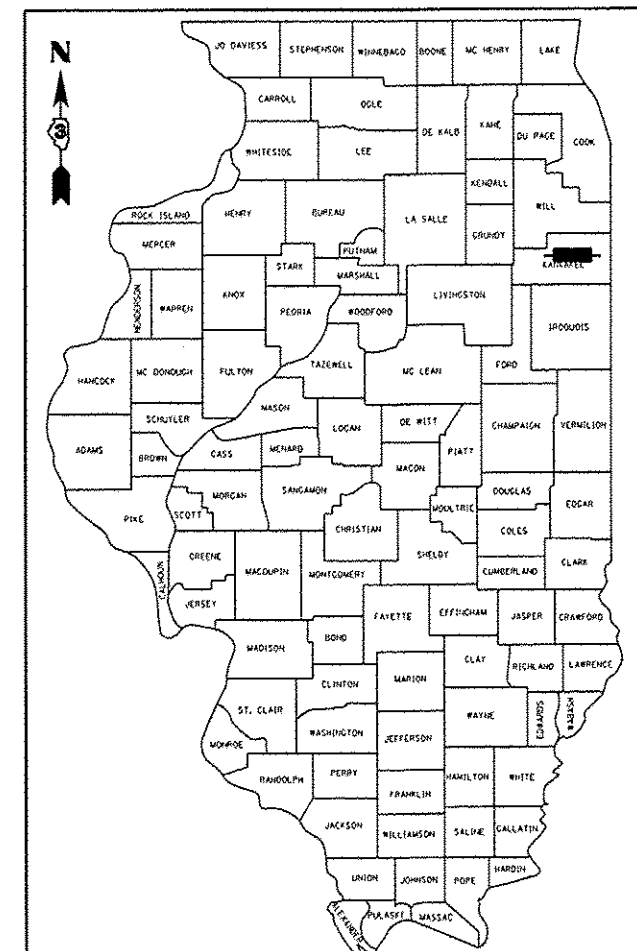 N
3
JO DAVIESS STEPHENSON WINNEBAGO BOONE MC HENRY LAKE
CARROLL OGLE DE KALB KANE DU PAGE COOK
WHITESIDE LEE
KENDALL WILL
ROCK ISLAND HENRY BUREAU LA SALLE GRUNDY
MERCER PUTNAM KANKAKEE
STARK MARSHALL
HENDERSON WARREN KNOX PEORIA WOODFORD LIVINGSTON IROQUOIS
HANCOCK MC DONOUGH FULTON TAZEWELL MC LEAN FORD
SCHUYLER MASON LOGAN DE WITT CHAMPAIGN VERMILION
ADAMS BROWN CASS MENARD MACON PIATT
MORGAN SANGAMON DOUGLAS EDGAR
PIKE SCOTT CHRISTIAN MOULTRIE COLES
GREENE MACOUPIN MONTGOMERY SHELBY CUMBERLAND CLARK
CALHOUN JERSEY FAYETTE EFFINGHAM JASPER CRAWFORD
MADISON BOND CLAY RICHLAND LAWRENCE
CLINTON MARION
ST. CLAIR WAYNE EDWARDS WABASH
MONROE WASHINGTON JEFFERSON
RANDOLPH PERRY HAMILTON WHITE
FRANKLIN
JACKSON WILLIAMSON SALINE GALLATIN
UNION JOHNSON POPE HARDIN
ALEXANDER PULASKI MASSAC